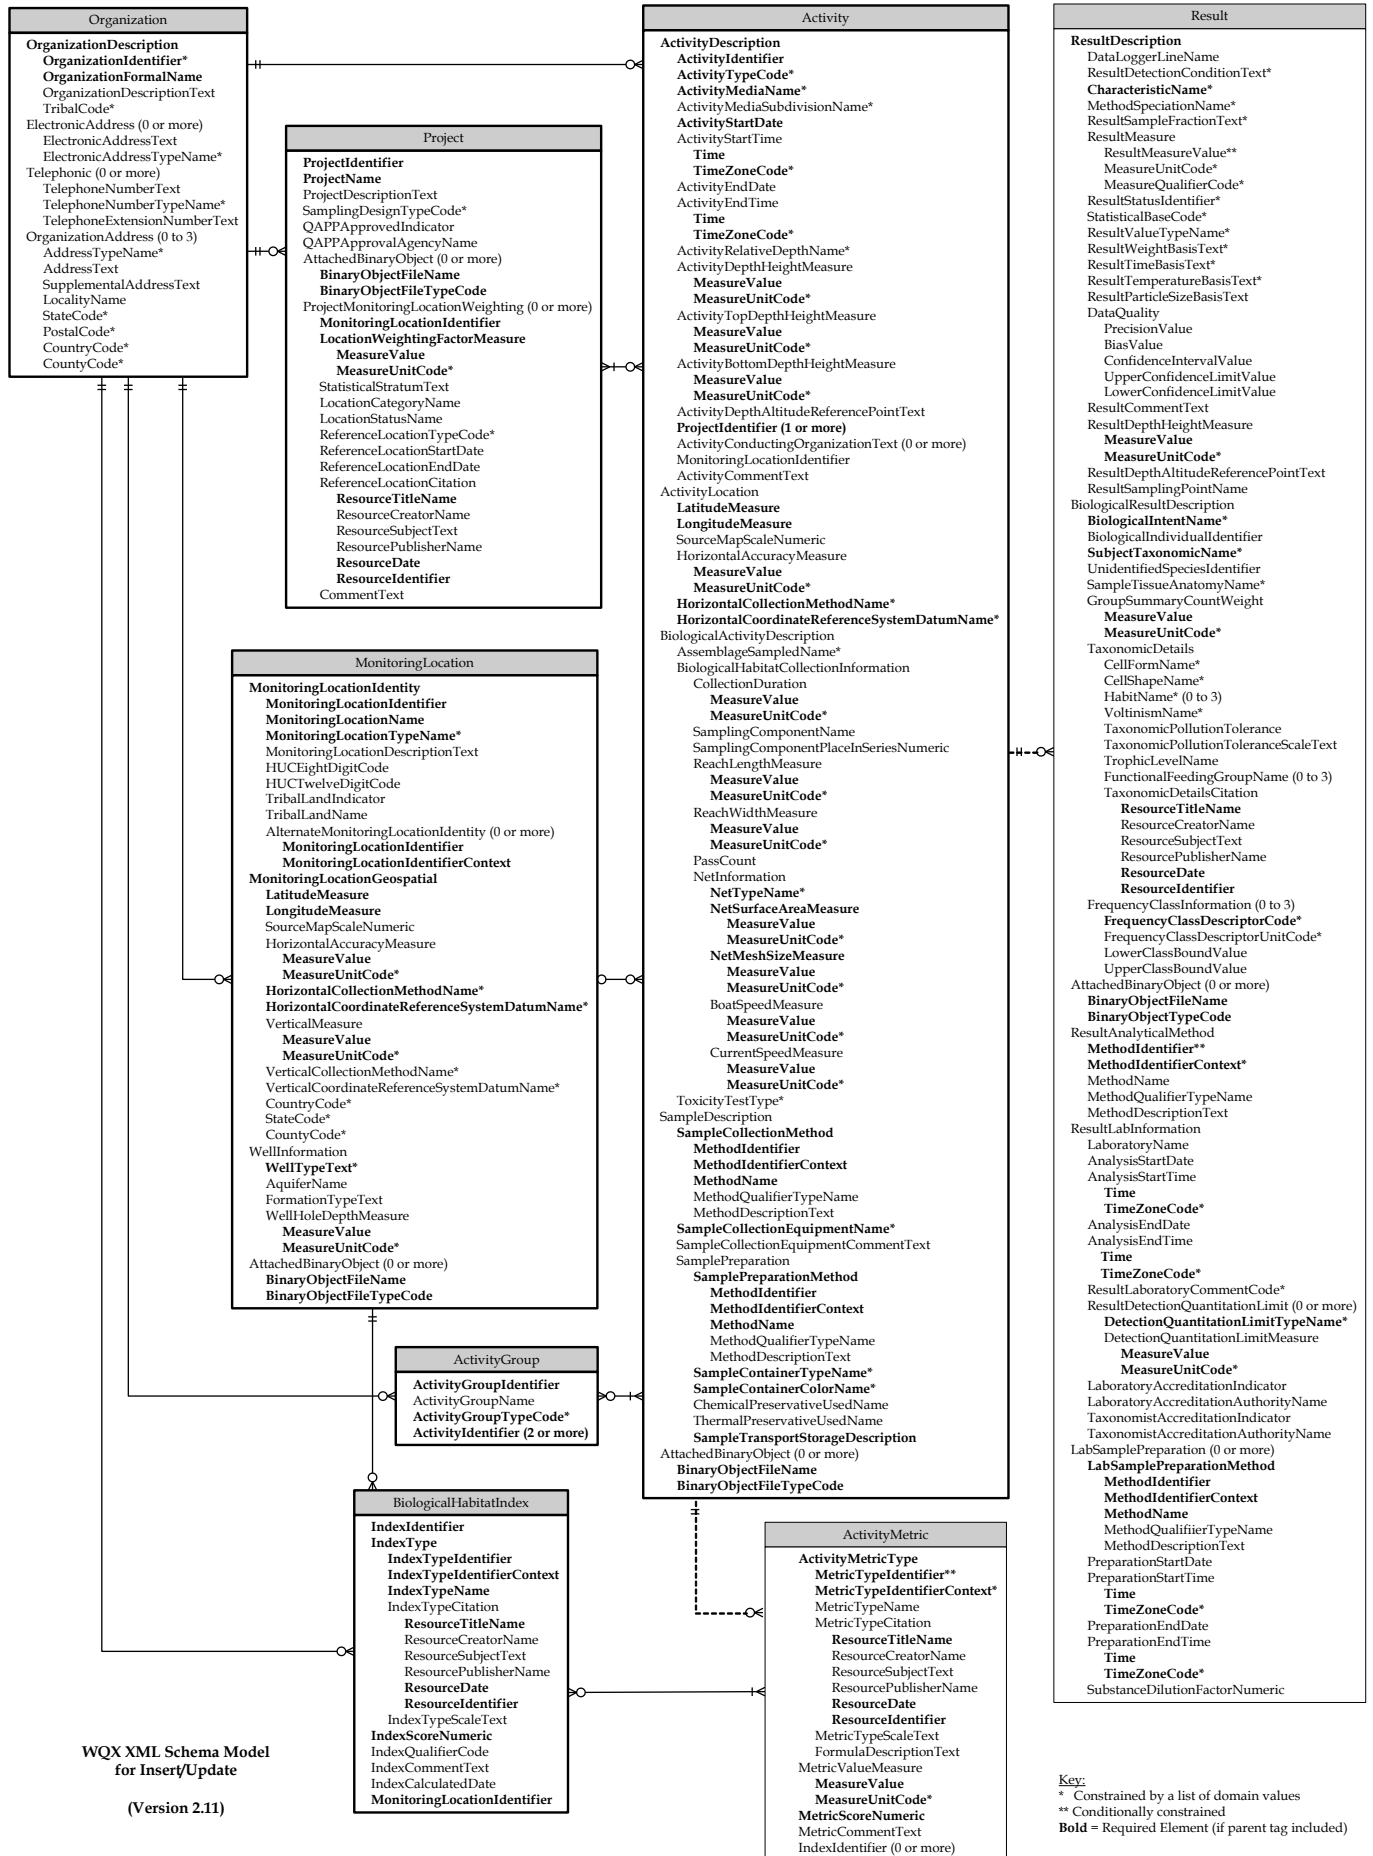 Organization
OrganizationDescription
OrganizationIdentifier*
OrganizationFormalName
OrganizationDescriptionText
TribalCode*
ElectronicAddress (0 or more)
ElectronicAddressText
ElectronicAddressTypeName*
Telephonic (0 or more)
TelephoneNumberText
TelephoneNumberTypeName*
TelephoneExtensionNumberText
OrganizationAddress (0 to 3)
AddressTypeName*
AddressText
SupplementalAddressText
LocalityName
StateCode*
PostalCode*
CountryCode*
CountyCode*
Project
ProjectIdentifier
ProjectName
ProjectDescriptionText
SamplingDesignTypeCode*
QAPPApprovedIndicator
QAPPApprovalAgencyName
AttachedBinaryObject (0 or more)
BinaryObjectFileName
BinaryObjectFileTypeCode
ProjectMonitoringLocationWeighting (0 or more)
MonitoringLocationIdentifier
LocationWeightingFactorMeasure
MeasureValue
MeasureUnitCode*
StatisticalStratumText
LocationCategoryName
LocationStatusName
ReferenceLocationTypeCode*
ReferenceLocationStartDate
ReferenceLocationEndDate
ReferenceLocationCitation
ResourceTitleName
ResourceCreatorName
ResourceSubjectText
ResourcePublisherName
ResourceDate
ResourceIdentifier
CommentText
MonitoringLocation
MonitoringLocationIdentity
MonitoringLocationIdentifier
MonitoringLocationName
MonitoringLocationTypeName*
MonitoringLocationDescriptionText
HUCEightDigitCode
HUCTwelveDigitCode
TribalLandIndicator
TribalLandName
AlternateMonitoringLocationIdentity (0 or more)
MonitoringLocationIdentifier
MonitoringLocationIdentifierContext
MonitoringLocationGeospatial
LatitudeMeasure
LongitudeMeasure
SourceMapScaleNumeric
HorizontalAccuracyMeasure
MeasureValue
MeasureUnitCode*
HorizontalCollectionMethodName*
HorizontalCoordinateReferenceSystemDatumName*
VerticalMeasure
MeasureValue
MeasureUnitCode*
VerticalCollectionMethodName*
VerticalCoordinateReferenceSystemDatumName*
CountryCode*
StateCode*
CountyCode*
WellInformation
WellTypeText*
AquiferName
FormationTypeText
WellHoleDepthMeasure
MeasureValue
MeasureUnitCode*
AttachedBinaryObject (0 or more)
BinaryObjectFileName
BinaryObjectFileTypeCode
ActivityGroup
ActivityGroupIdentifier
ActivityGroupName
ActivityGroupTypeCode*
ActivityIdentifier (2 or more)
BiologicalHabitatIndex
IndexIdentifier
IndexType
IndexTypeIdentifier
IndexTypeIdentifierContext
IndexTypeName
IndexTypeCitation
ResourceTitleName
ResourceCreatorName
ResourceSubjectText
ResourcePublisherName
ResourceDate
ResourceIdentifier
IndexTypeScaleText
IndexScoreNumeric
IndexQualifierCode
IndexCommentText
IndexCalculatedDate
MonitoringLocationIdentifier
WQX XML Schema Model
for Insert/Update
(Version 2.11)
Activity
ActivityDescription
ActivityIdentifier
ActivityTypeCode*
ActivityMediaName*
ActivityMediaSubdivisionName*
ActivityStartDate
ActivityStartTime
Time
TimeZoneCode*
ActivityEndDate
ActivityEndTime
Time
TimeZoneCode*
ActivityRelativeDepthName*
ActivityDepthHeightMeasure
MeasureValue
MeasureUnitCode*
ActivityTopDepthHeightMeasure
MeasureValue
MeasureUnitCode*
ActivityBottomDepthHeightMeasure
MeasureValue
MeasureUnitCode*
ActivityDepthAltitudeReferencePointText
ProjectIdentifier (1 or more)
ActivityConductingOrganizationText (0 or more)
MonitoringLocationIdentifier
ActivityCommentText
ActivityLocation
LatitudeMeasure
LongitudeMeasure
SourceMapScaleNumeric
HorizontalAccuracyMeasure
MeasureValue
MeasureUnitCode*
HorizontalCollectionMethodName*
HorizontalCoordinateReferenceSystemDatumName*
BiologicalActivityDescription
AssemblageSampledName*
BiologicalHabitatCollectionInformation
CollectionDuration
MeasureValue
MeasureUnitCode*
SamplingComponentName
SamplingComponentPlaceInSeriesNumeric
ReachLengthMeasure
MeasureValue
MeasureUnitCode*
ReachWidthMeasure
MeasureValue
MeasureUnitCode*
PassCount
NetInformation
NetTypeName*
NetSurfaceAreaMeasure
MeasureValue
MeasureUnitCode*
NetMeshSizeMeasure
MeasureValue
MeasureUnitCode*
BoatSpeedMeasure
MeasureValue
MeasureUnitCode*
CurrentSpeedMeasure
MeasureValue
MeasureUnitCode*
ToxicityTestType*
SampleDescription
SampleCollectionMethod
MethodIdentifier
MethodIdentifierContext
MethodName
MethodQualifierTypeName
MethodDescriptionText
SampleCollectionEquipmentName*
SampleCollectionEquipmentCommentText
SamplePreparation
SamplePreparationMethod
MethodIdentifier
MethodIdentifierContext
MethodName
MethodQualifierTypeName
MethodDescriptionText
SampleContainerTypeName*
SampleContainerColorName*
ChemicalPreservativeUsedName
ThermalPreservativeUsedName
SampleTransportStorageDescription
AttachedBinaryObject (0 or more)
BinaryObjectFileName
BinaryObjectFileTypeCode
ActivityMetric
ActivityMetricType
MetricTypeIdentifier**
MetricTypeIdentifierContext*
MetricTypeName
MetricTypeCitation
ResourceTitleName
ResourceCreatorName
ResourceSubjectText
ResourcePublisherName
ResourceDate
ResourceIdentifier
MetricTypeScaleText
FormulaDescriptionText
MetricValueMeasure
MeasureValue
MeasureUnitCode*
MetricScoreNumeric
MetricCommentText
IndexIdentifier (0 or more)
Result
ResultDescription
DataLoggerLineName
ResultDetectionConditionText*
CharacteristicName*
MethodSpeciationName*
ResultSampleFractionText*
ResultMeasure
ResultMeasureValue**
MeasureUnitCode*
MeasureQualifierCode*
ResultStatusIdentifier*
StatisticalBaseCode*
ResultValueTypeName*
ResultWeightBasisText*
ResultTimeBasisText*
ResultTemperatureBasisText*
ResultParticleSizeBasisText
DataQuality
PrecisionValue
BiasValue
ConfidenceIntervalValue
UpperConfidenceLimitValue
LowerConfidenceLimitValue
ResultCommentText
ResultDepthHeightMeasure
MeasureValue
MeasureUnitCode*
ResultDepthAltitudeReferencePointText
ResultSamplingPointName
BiologicalResultDescription
BiologicalIntentName*
BiologicalIndividualIdentifier
SubjectTaxonomicName*
UnidentifiedSpeciesIdentifier
SampleTissueAnatomyName*
GroupSummaryCountWeight
MeasureValue
MeasureUnitCode*
TaxonomicDetails
CellFormName*
CellShapeName*
HabitName* (0 to 3)
VoltinismName*
TaxonomicPollutionTolerance
TaxonomicPollutionToleranceScaleText
TrophicLevelName
FunctionalFeedingGroupName (0 to 3)
TaxonomicDetailsCitation
ResourceTitleName
ResourceCreatorName
ResourceSubjectText
ResourcePublisherName
ResourceDate
ResourceIdentifier
FrequencyClassInformation (0 to 3)
FrequencyClassDescriptorCode*
FrequencyClassDescriptorUnitCode*
LowerClassBoundValue
UpperClassBoundValue
AttachedBinaryObject (0 or more)
BinaryObjectFileName
BinaryObjectTypeCode
ResultAnalyticalMethod
MethodIdentifier**
MethodIdentifierContext*
MethodName
MethodQualifierTypeName
MethodDescriptionText
ResultLabInformation
LaboratoryName
AnalysisStartDate
AnalysisStartTime
Time
TimeZoneCode*
AnalysisEndDate
AnalysisEndTime
Time
TimeZoneCode*
ResultLaboratoryCommentCode*
ResultDetectionQuantitationLimit (0 or more)
DetectionQuantitationLimitTypeName*
DetectionQuantitationLimitMeasure
MeasureValue
MeasureUnitCode*
LaboratoryAccreditationIndicator
LaboratoryAccreditationAuthorityName
TaxonomistAccreditationIndicator
TaxonomistAccreditationAuthorityName
LabSamplePreparation (0 or more)
LabSamplePreparationMethod
MethodIdentifier
MethodIdentifierContext
MethodName
MethodQualifiierTypeName
MethodDescriptionText
PreparationStartDate
PreparationStartTime
Time
TimeZoneCode*
PreparationEndDate
PreparationEndTime
Time
TimeZoneCode*
SubstanceDilutionFactorNumeric
Key:
* Constrained by a list of domain values
** Conditionally constrained
Bold = Required Element (if parent tag included)